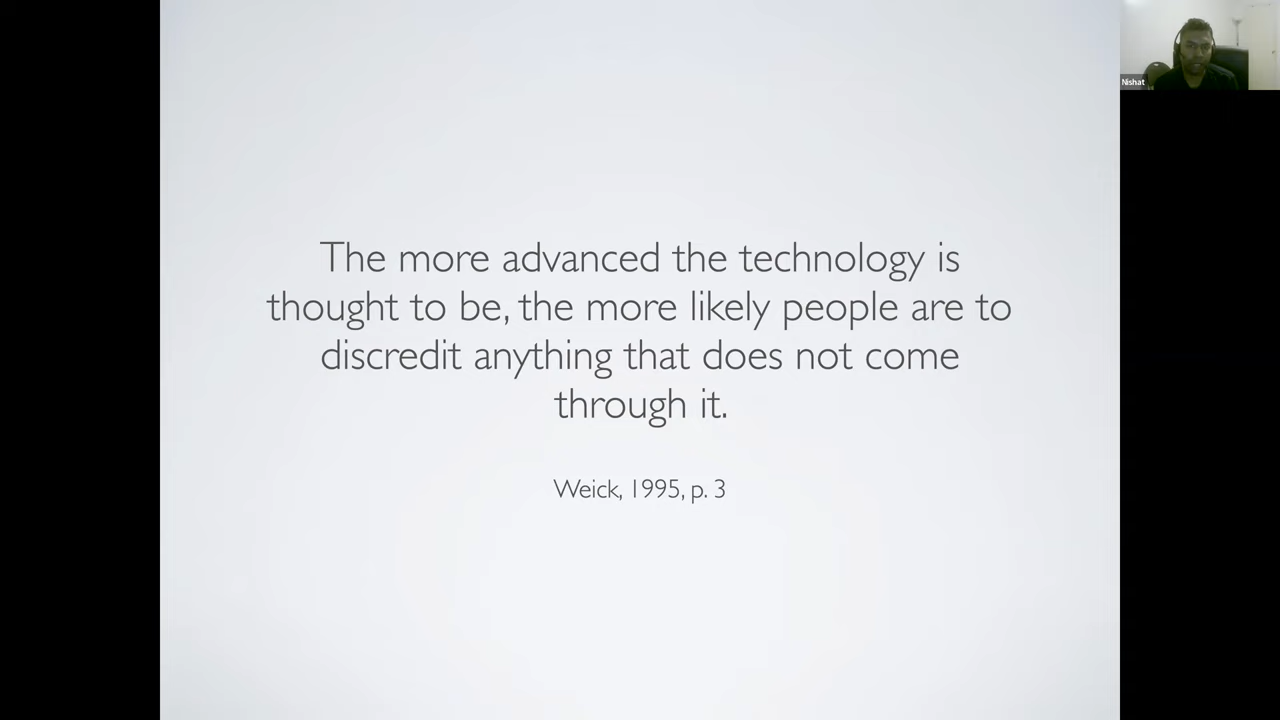 Nishat
The more advanced the technology is
thought to be, the more likely people are to
discredit anything that does not come
through it.
Weick, 1995, p. 3